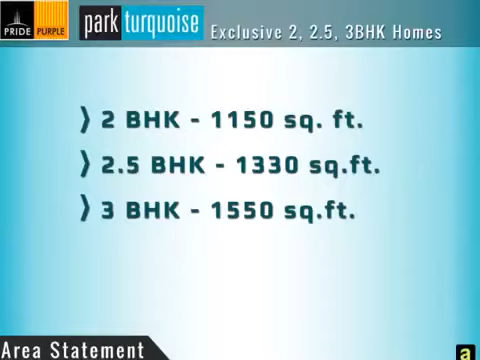 PRIDE PURPLE
park turquoise
Exclusive 2, 2.5, 3BHK Homes
2 BHK - 1150 sq. ft.
2.5 BHK - 1330 sq.ft.
3 BHK - 1550 sq.ft.
Area Statement
a